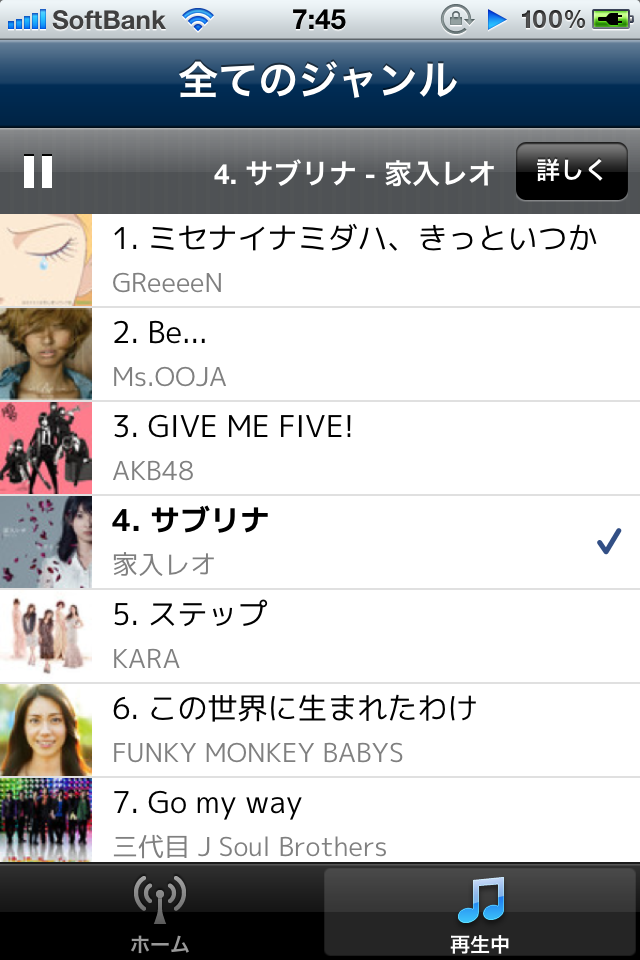 SoftBank 7:45 100%
全てのジャンル
4. サブリナ - 家入レオ 詳しく
1. ミセナイナミダハ、きっといつか
GReeeeN
2. Be...
Ms.OOJA
3. GIVE ME FIVE!
AKB48
4. サブリナ
家入レオ
5. ステップ
KARA
6. この世界に生まれたわけ
FUNKY MONKEY BABYS
7. Go my way
三代目 J Soul Brothers
ホーム 再生中